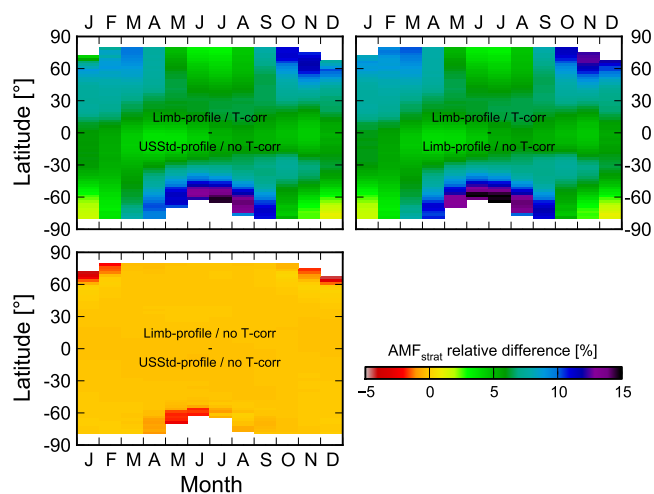 J F M A M J J A S O N D
J F M A M J J A S O N D
90
60
30
0
-30
-60
-90
Latitude [°]
Limb-profile / T-corr
-
USStd-profile / no T-corr
Limb-profile / T-corr
-
Limb-profile / no T-corr
90
60
30
0
-30
-60
-90
90
60
30
0
-30
-60
-90
Latitude [°]
Limb-profile / no T-corr
-
USStd-profile / no T-corr
J F M A M J J A S O N D
Month
AMFstrat relative difference [%]
−5 0 5 10 15